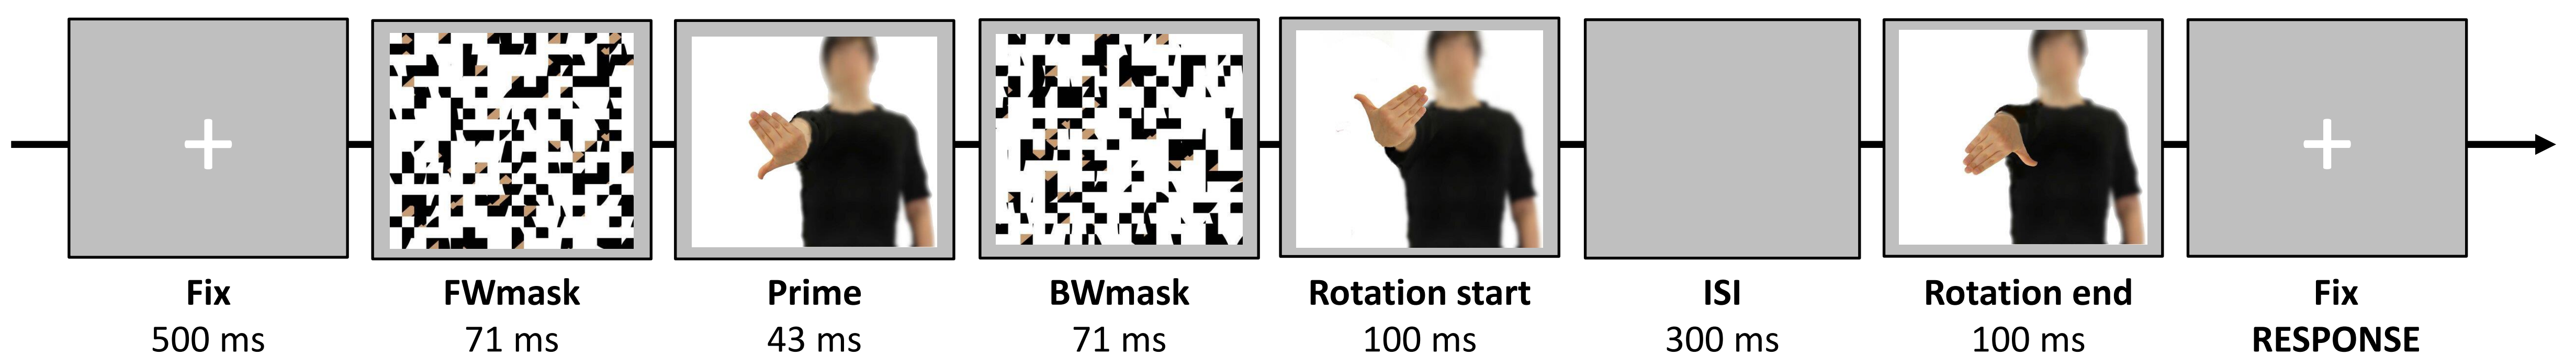 Fix
500 ms
FWmask
71 ms
Prime
43 ms
BWmask
71 ms
Rotation start
100 ms
ISI
300 ms
Rotation end
100 ms
Fix
RESPONSE